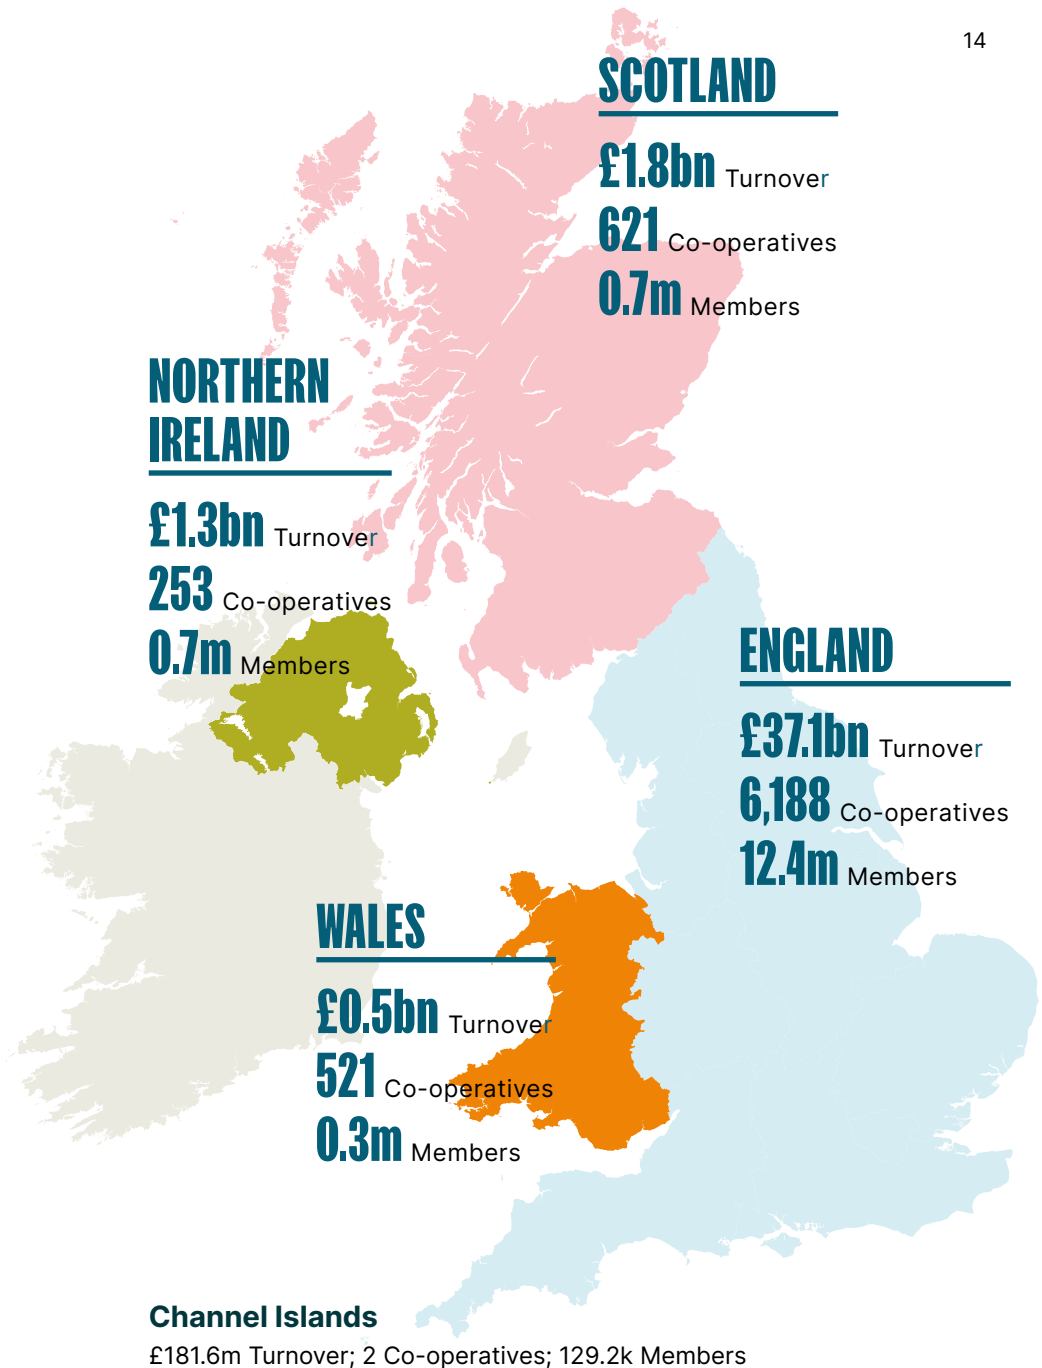 14
SCOTLAND
£1.8bn Turnover
621 Co-operatives
0.7m Members
NORTHERN
IRELAND
£1.3bn Turnover
253 Co-operatives
0.7m Members
ENGLAND
£37.1bn Turnover
6,188 Co-operatives
12.4m Members
WALES
£0.5bn Turnover
521 Co-operatives
0.3m Members
Channel Islands
£181.6m Turnover; 2 Co-operatives; 129.2k Members